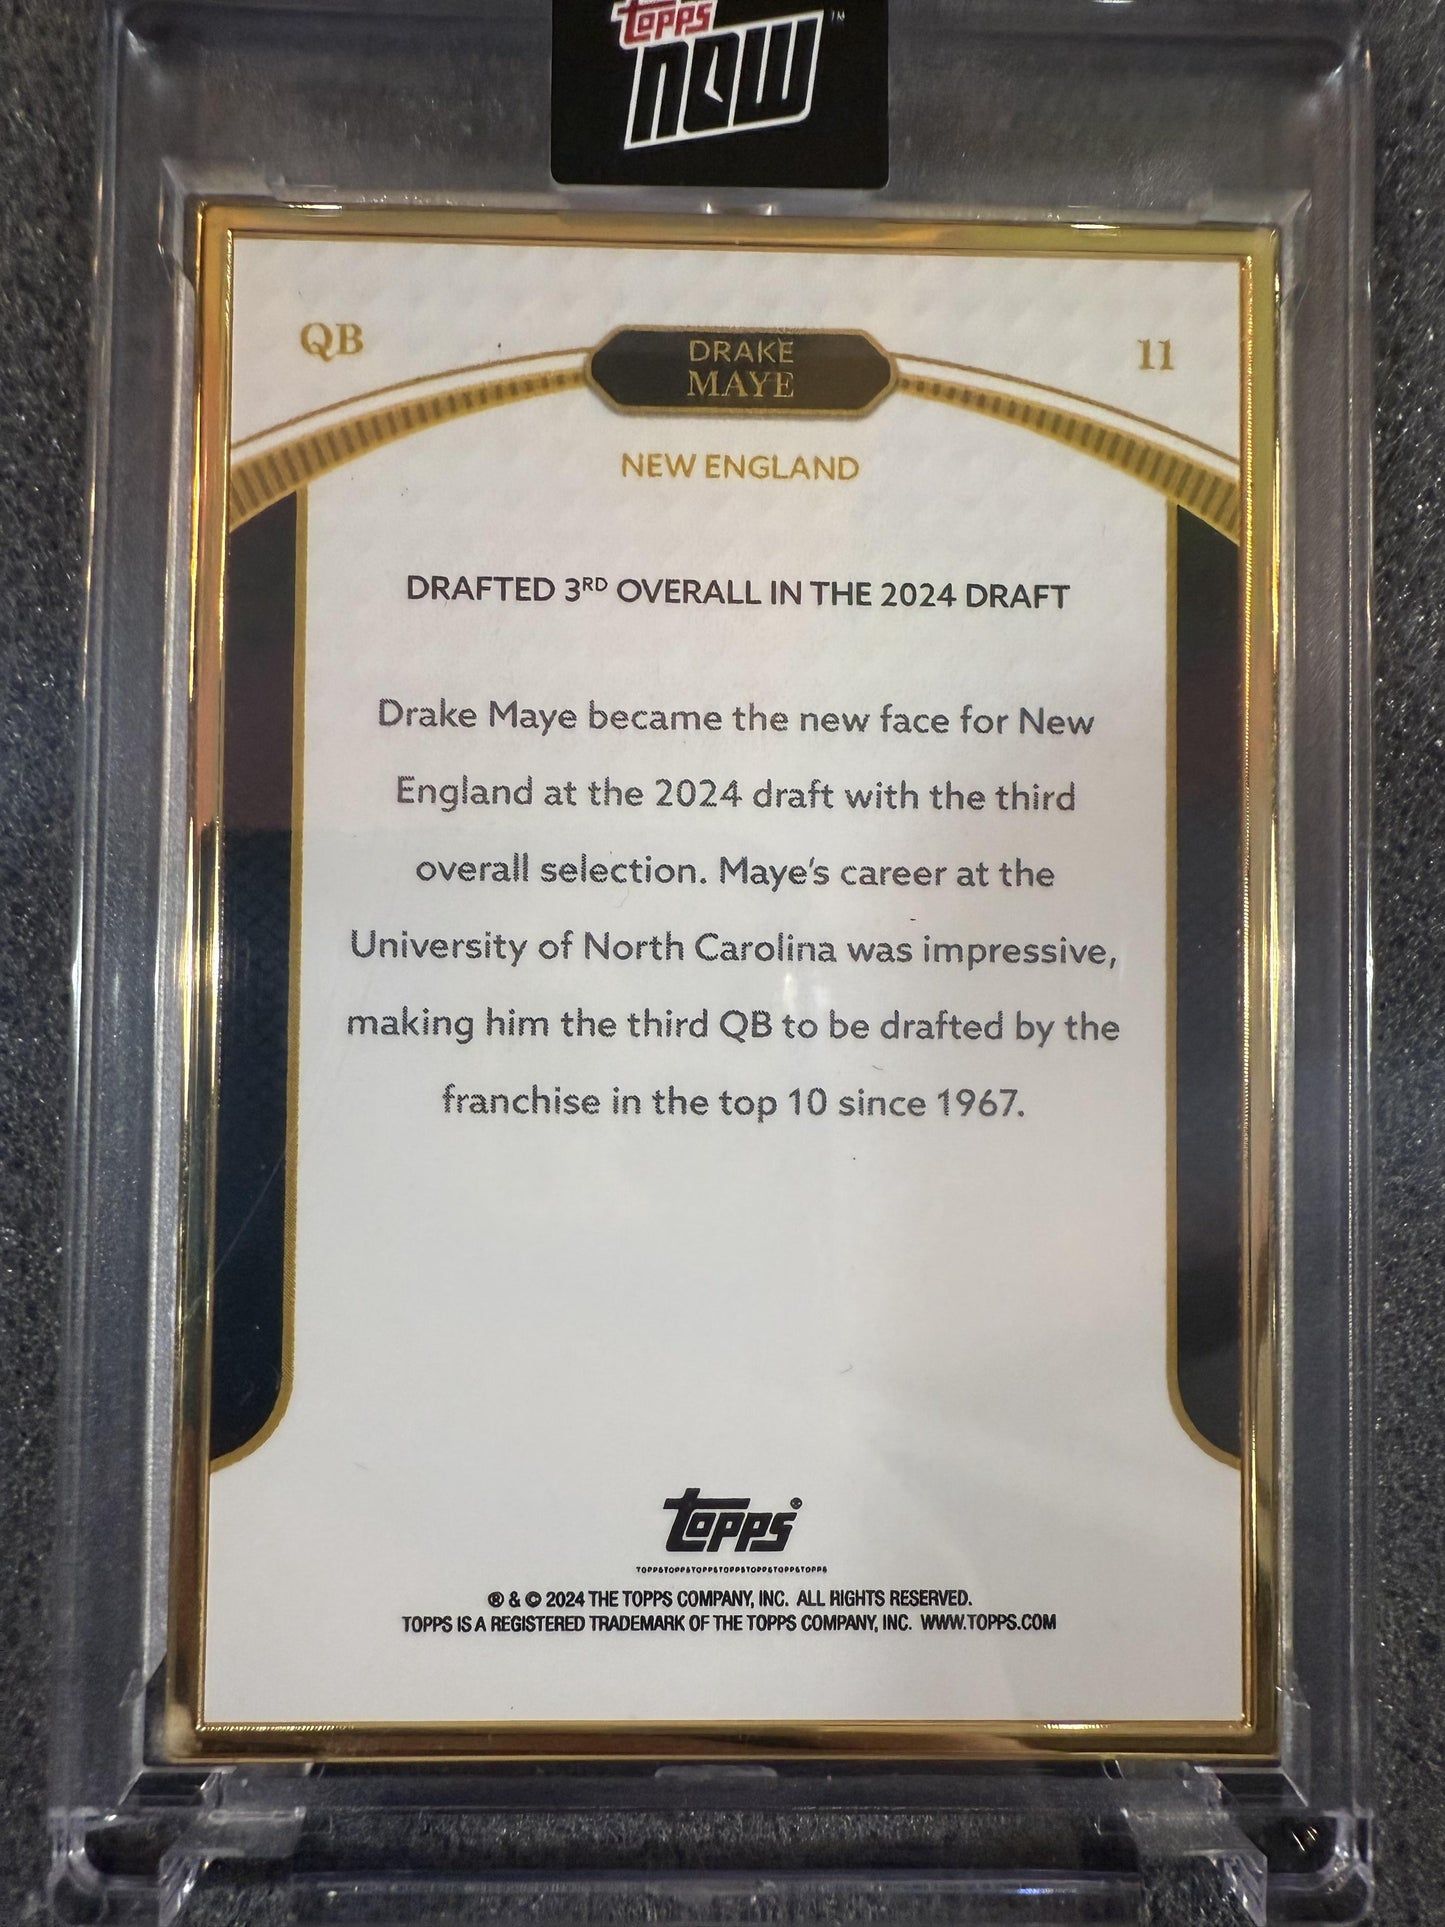 topps
now™
QB
DRAKE
MAYE
11
NEW ENGLAND
DRAFTED 3RD OVERALL IN THE 2024 DRAFT
Drake Maye became the new face for New
England at the 2024 draft with the third
overall selection. Maye's career at the
University of North Carolina was impressive,
making him the third QB to be drafted by the
franchise in the top 10 since 1967.
topps®
TOPPSTOPPSTOPPSTOPPSTOPPSTOPPSTOPPS
® & © 2024 THE TOPPS COMPANY, INC. ALL RIGHTS RESERVED.
TOPPS IS A REGISTERED TRADEMARK OF THE TOPPS COMPANY, INC. WWW.TOPPS.COM